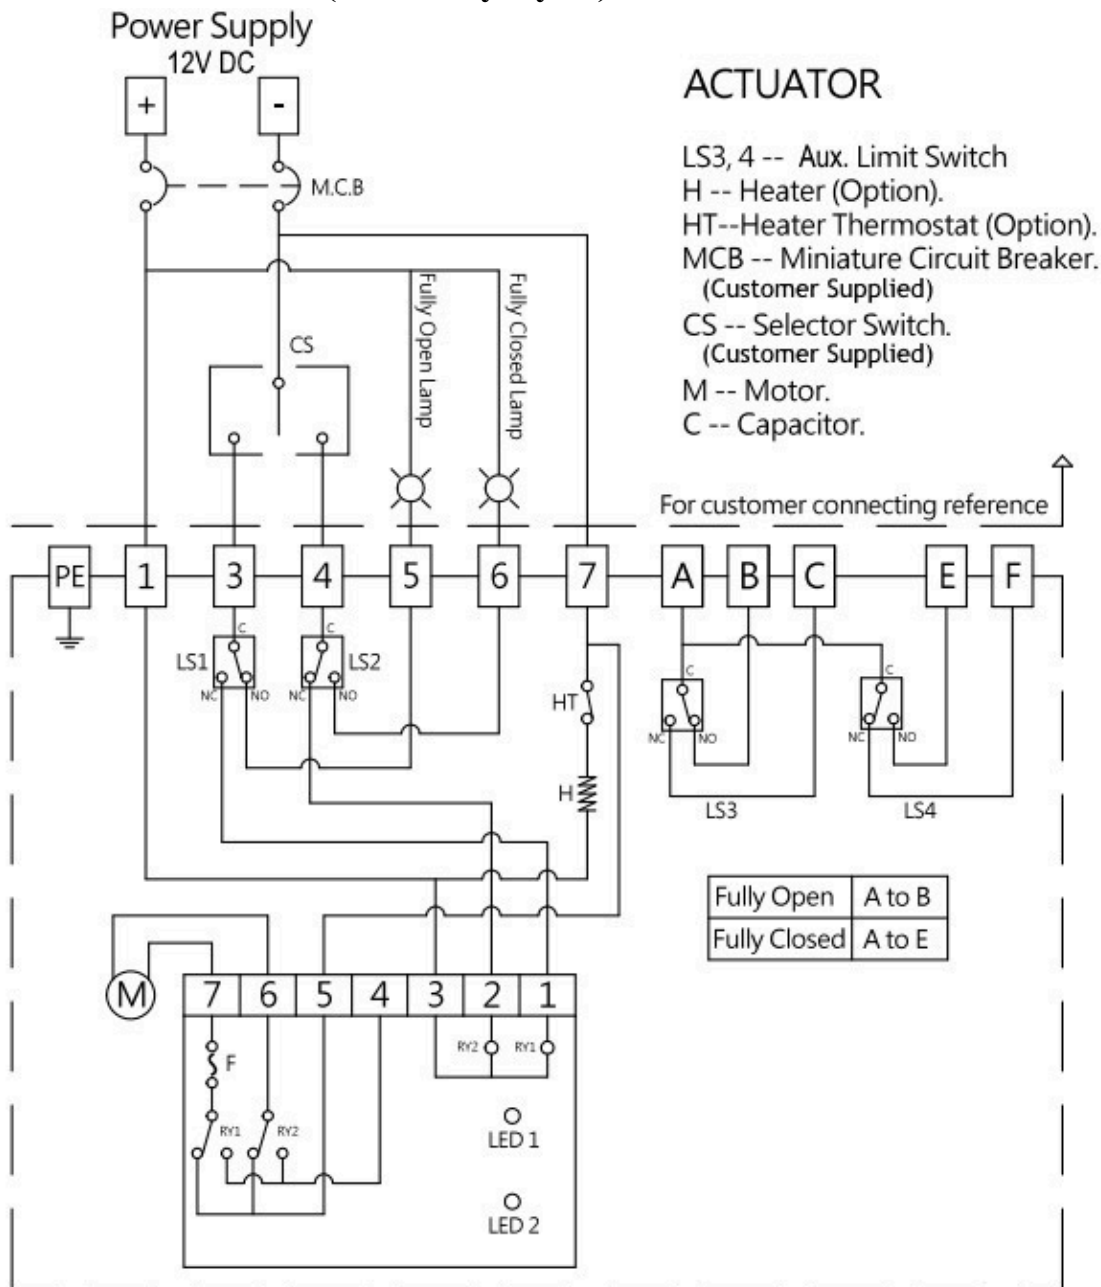 Power Supply
12V DC
+ -
M.C.B
ACTUATOR
LS3, 4 -- Aux. Limit Switch
H -- Heater (Option).
HT--Heater Thermostat (Option).
MCB -- Miniature Circuit Breaker.
(Customer Supplied)
CS -- Selector Switch.
(Customer Supplied)
M -- Motor.
C -- Capacitor.
CS
Fully Open Lamp
Fully Closed Lamp
For customer connecting reference
PE 1 3 4 5 6 7 A B C E F
C C
LS1 LS2
NC NO NC NO
HT
H
C C
NC NO NC NO
LS3 LS4
Fully Open A to B
Fully Closed A to E
M
7 6 5 4 3 2 1
RY2 RY1
F
RY1 RY2
LED 1
LED 2